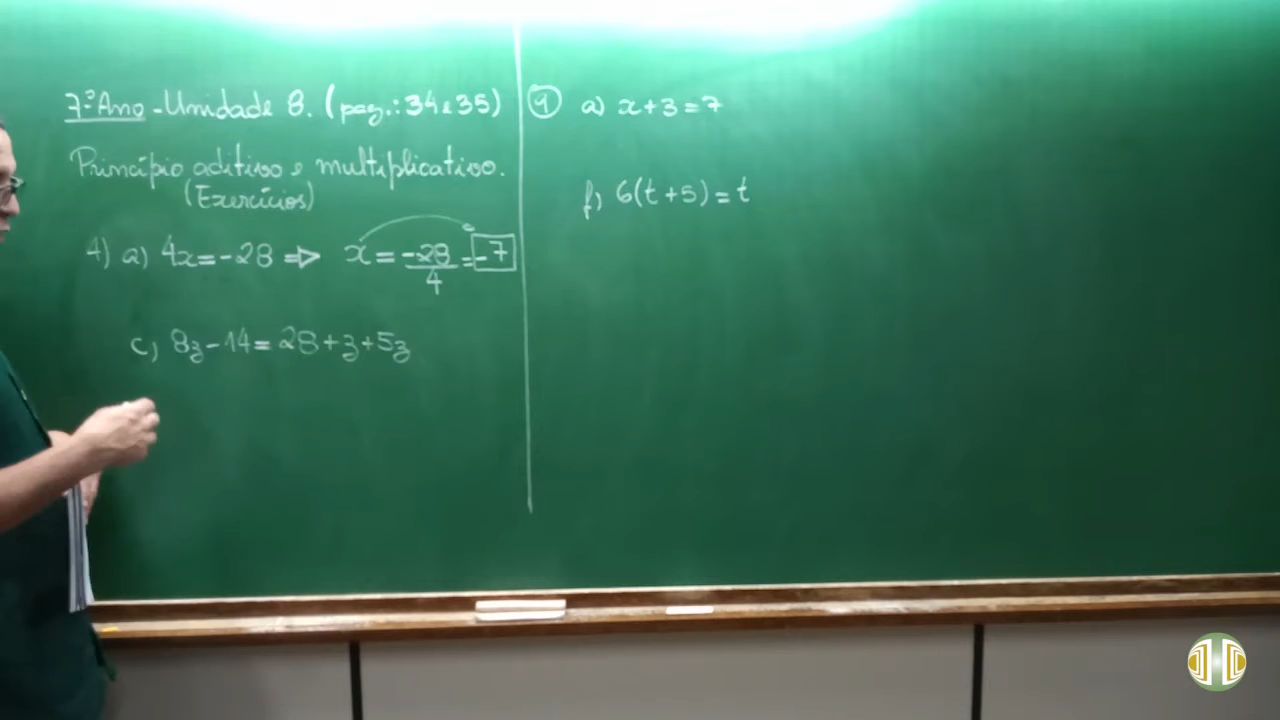 7º Ano - Unidade 8. (pag.: 34 e 35)
Princípio aditivo e multiplicativo.
(Exercícios)
4) a) 4x = -28 ⇒ x = -28/4 = -7
c) 8z - 14 = 28 + z + 5z
9 a) x + 3 = 7
f) 6(t + 5) = t